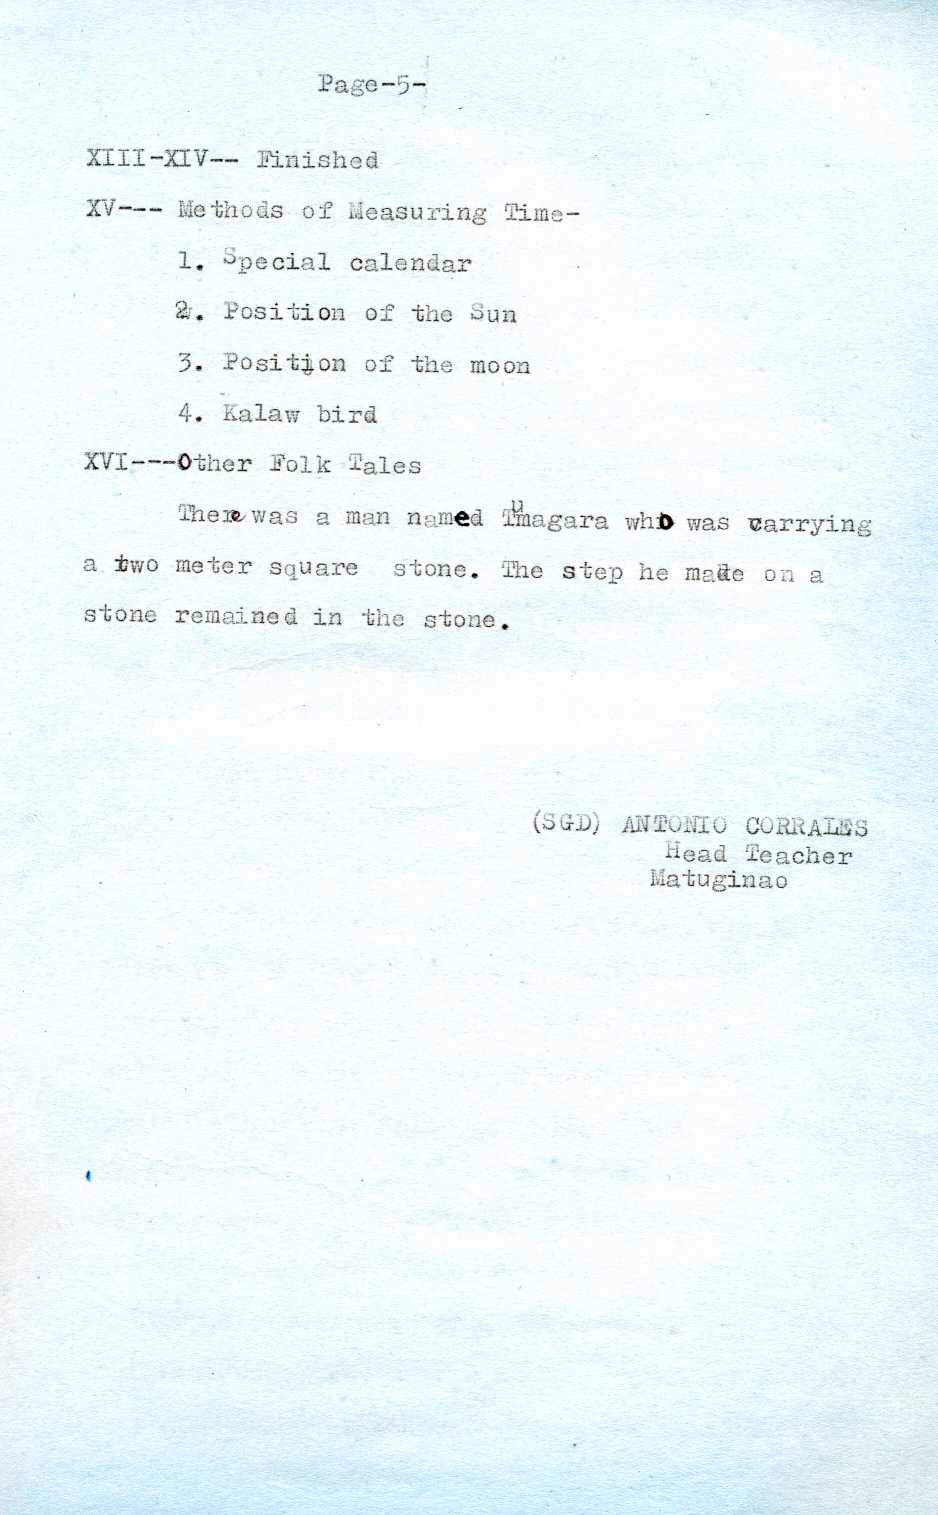 Page-5-
XIII-XIV-- Finished
XV--- Methods of Measuring Time-
1. Special calendar
2. Position of the Sun
3. Position of the moon
4. Kalaw bird
XVI---Other Folk Tales
There was a man named Tumagara who was carrying
a two meter square stone. The step he made on a
stone remained in the stone.
(SGD) ANTONIO CORRALES
Head Teacher
Matuginao